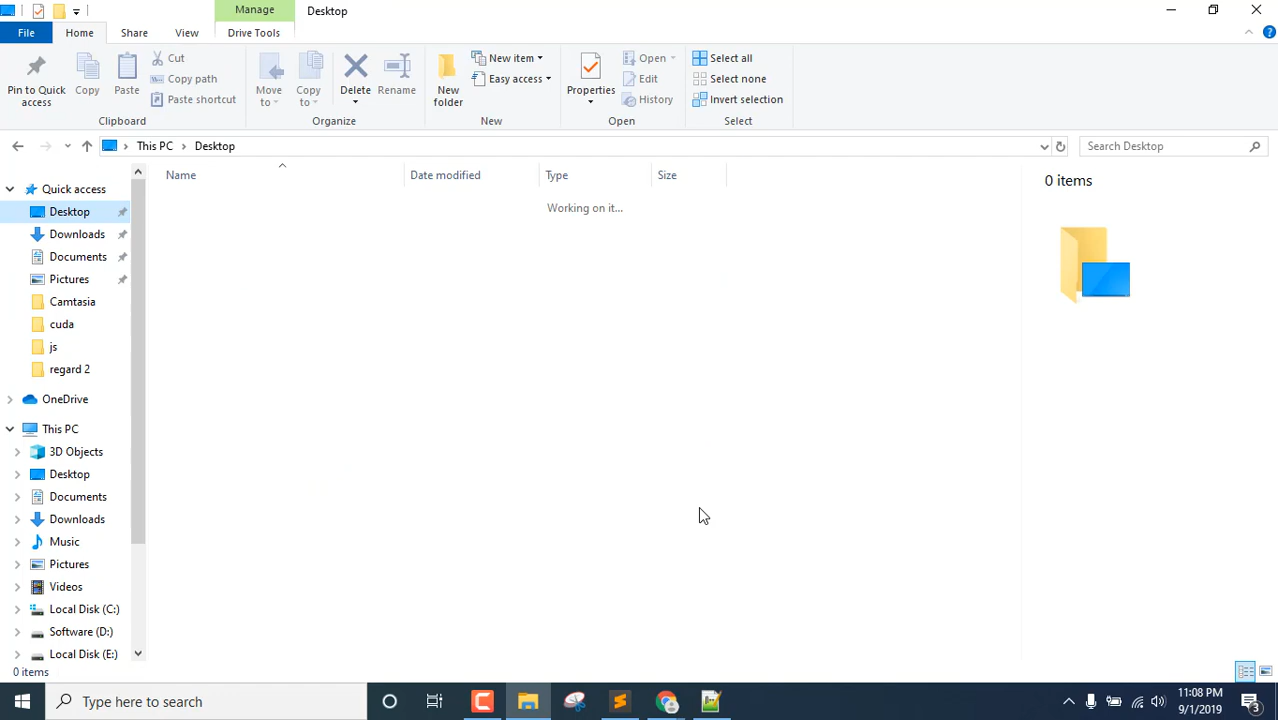 Manage
Desktop
File
Home
Share
View
Drive Tools
Pin to Quick access
Copy
Paste
Cut
Copy path
Paste shortcut
Clipboard
Move to
Copy to
Delete
Rename
Organize
New folder
New item
Easy access
New
Properties
Open
Edit
History
Open
Select all
Select none
Invert selection
Select
This PC
Desktop
Search Desktop
Name
Date modified
Type
Size
Working on it...
0 items
Quick access
Desktop
Downloads
Documents
Pictures
Camtasia
cuda
js
regard 2
OneDrive
This PC
3D Objects
Desktop
Documents
Downloads
Music
Pictures
Videos
Local Disk (C:)
Software (D:)
Local Disk (E:)
0 items
Type here to search
11:08 PM
9/1/2019
3